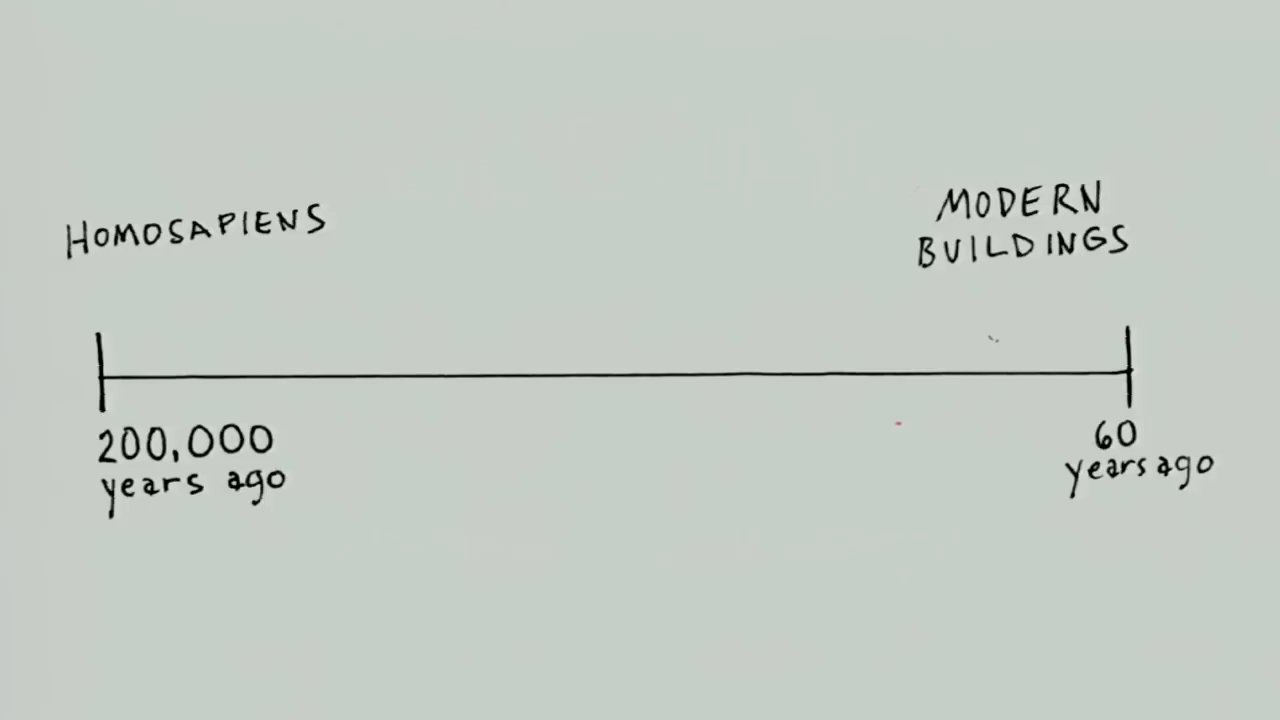 HOMOSAPIENS
MODERN
BUILDINGS
200,000
years ago
60
years ago